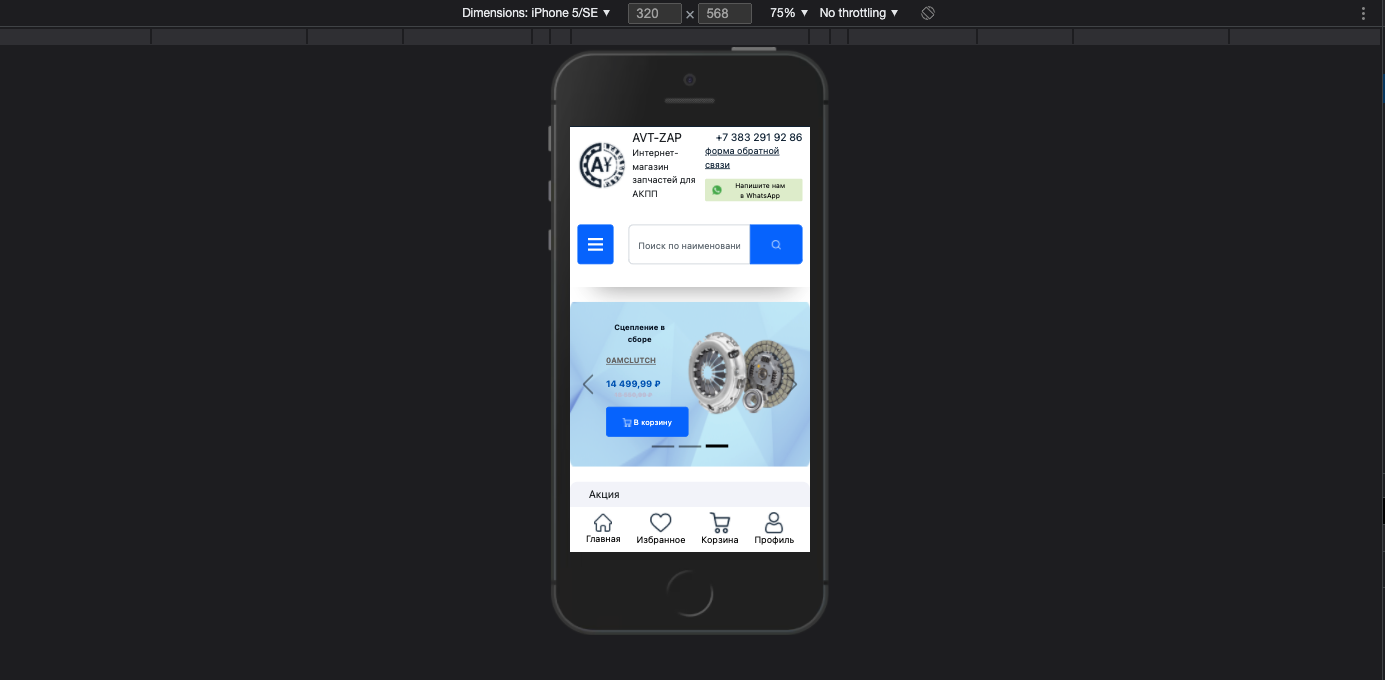 Dimensions: iPhone 5/SE ▼ 320 × 568 75% ▼ No throttling ▼
AVT-ZAP
Интернет-
магазин
запчастей для
АКПП
+7 383 291 92 86
форма обратной
связи
Напишите нам
в WhatsApp
Поиск по наименовани
Сцепление в
сборе
0AMCLUTCH
14 499,99 ₽
В корзину
Акция
Главная Избранное Корзина Профиль